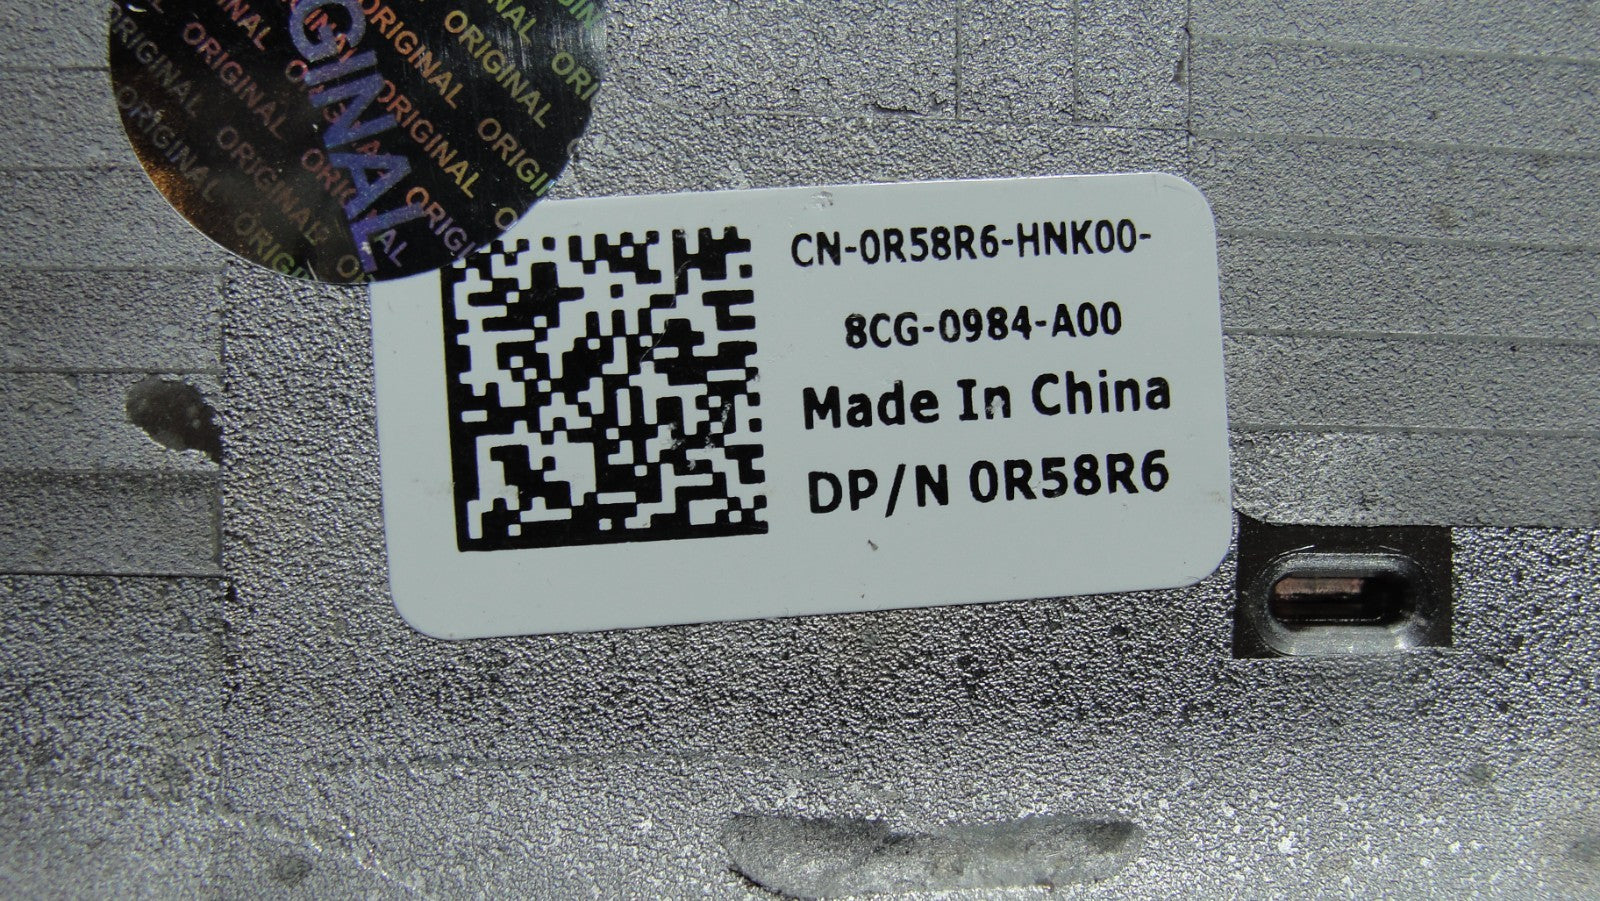 ORIGINAL
CN-0R58R6-HNK00-
8CG-0984-A00
Made In China
DP/N 0R58R6